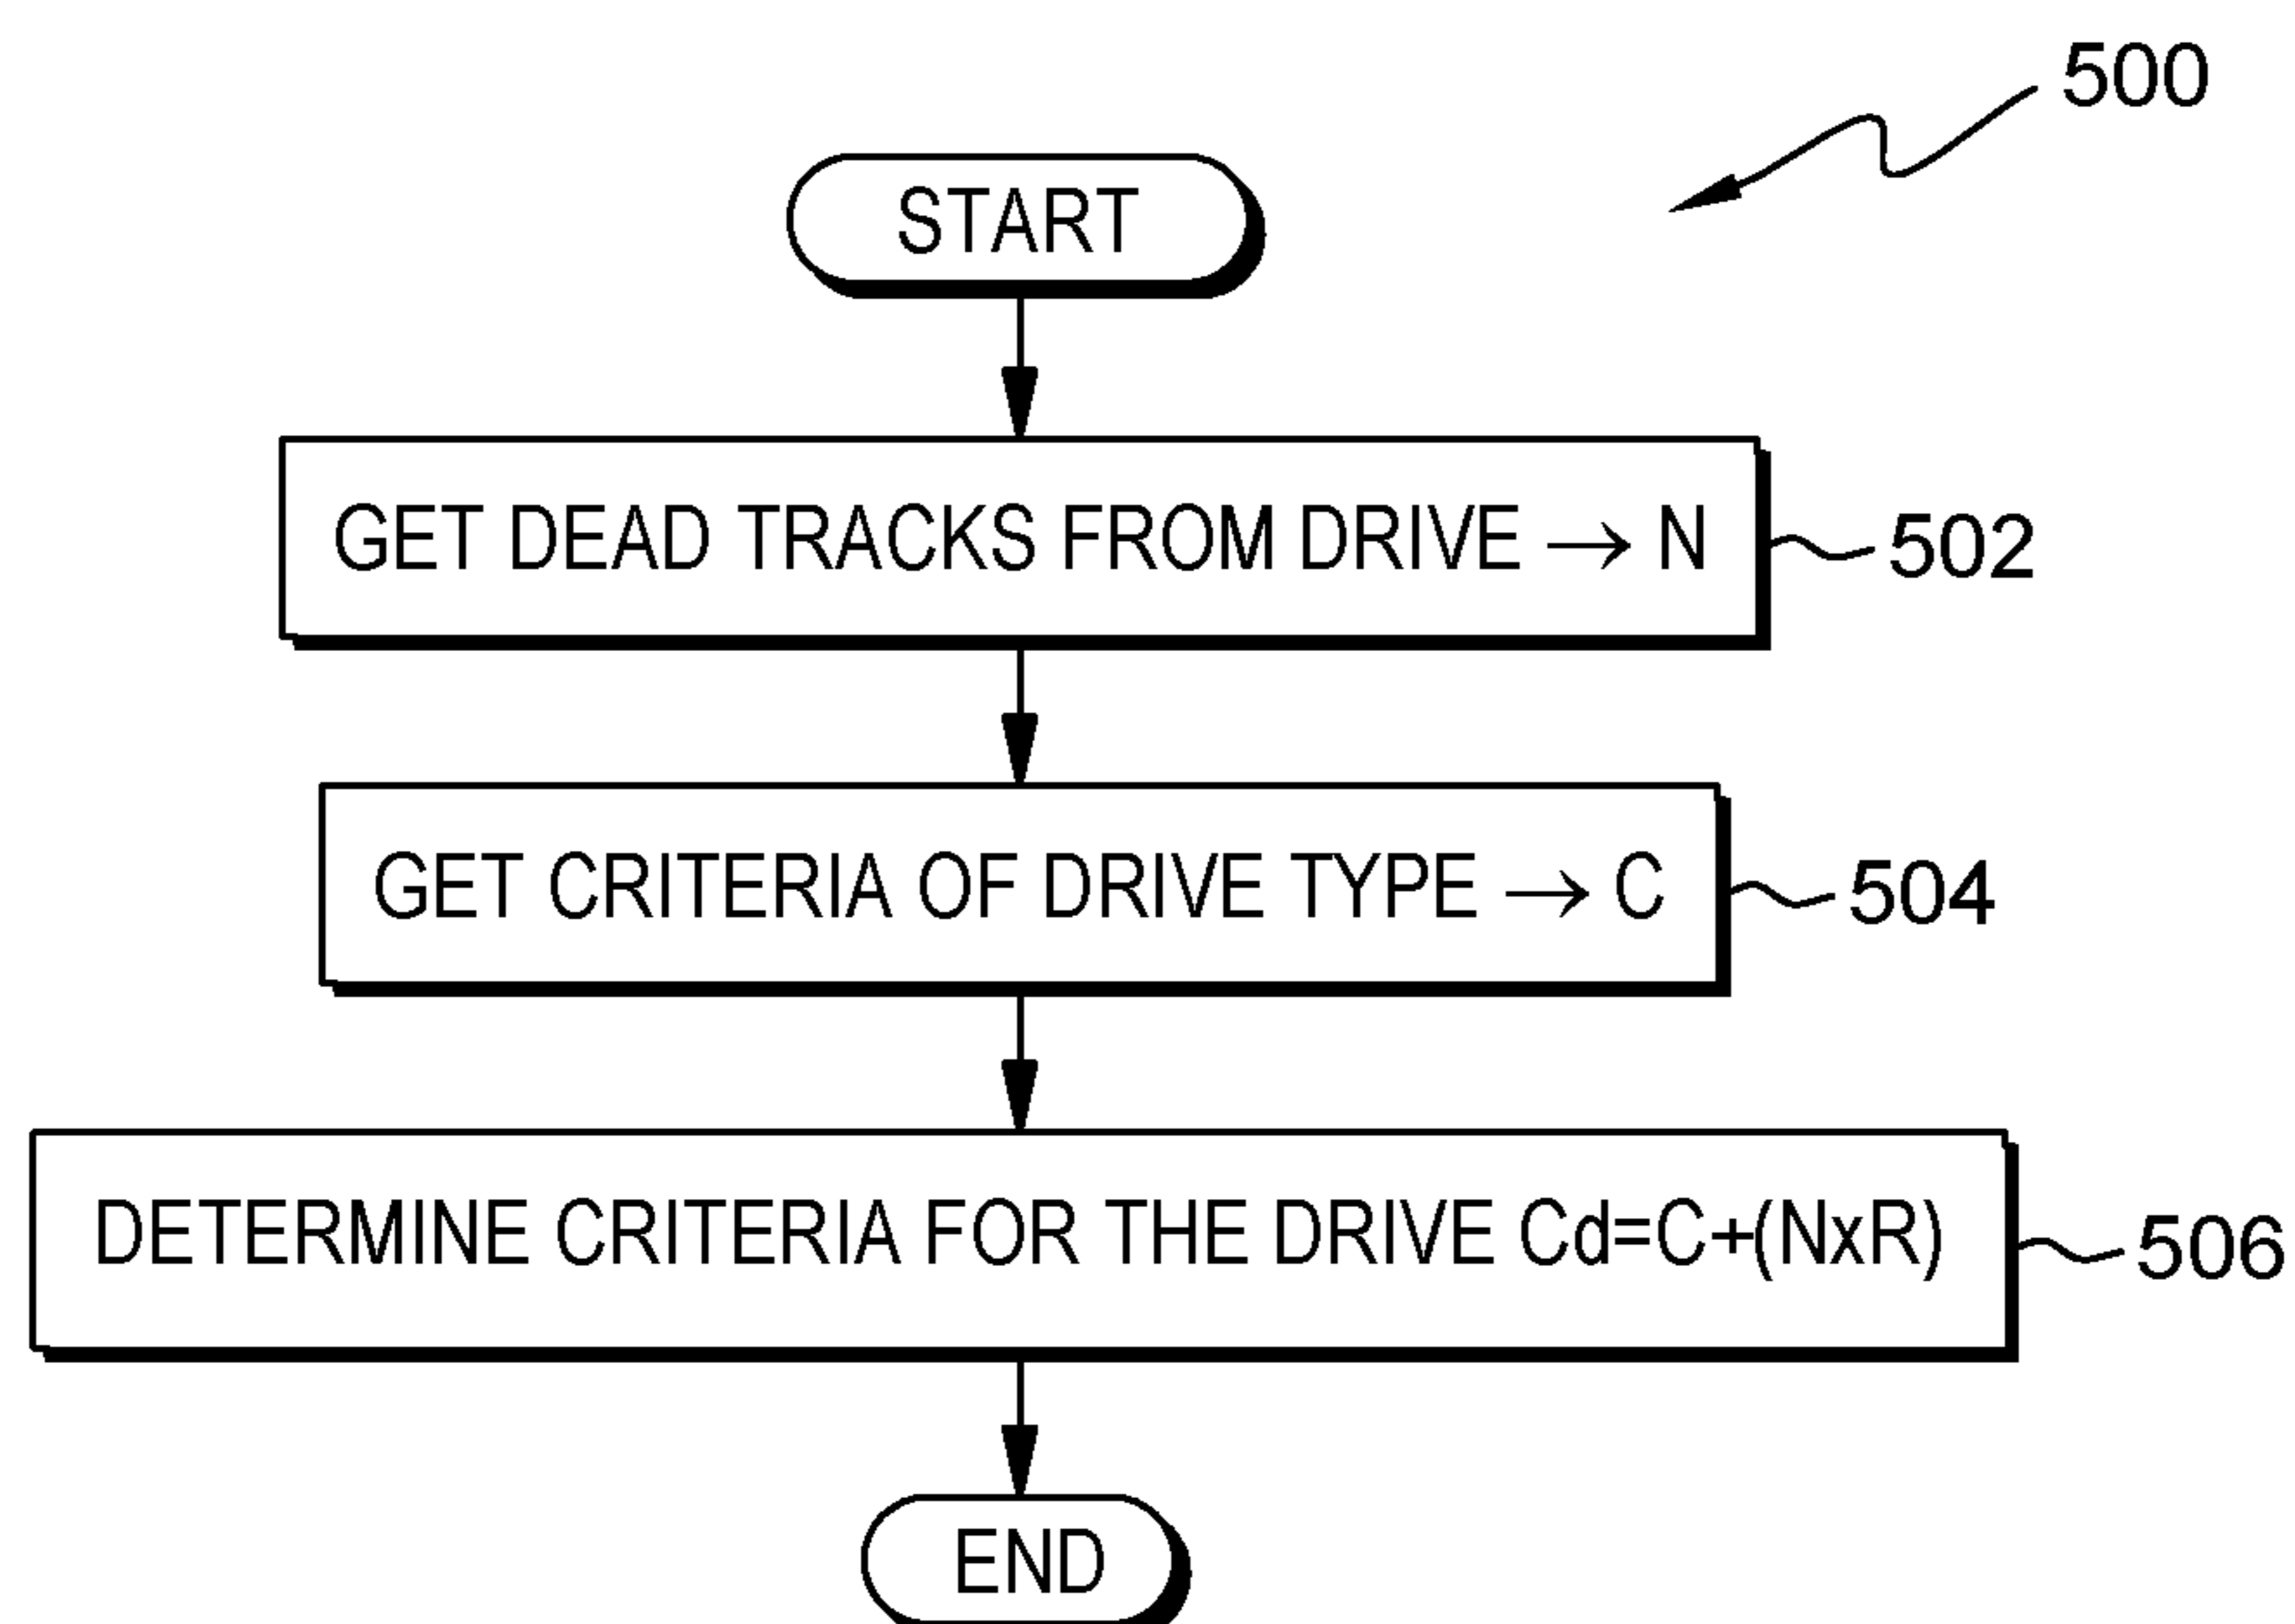 500
START
GET DEAD TRACKS FROM DRIVE → N
502
GET CRITERIA OF DRIVE TYPE → C
504
DETERMINE CRITERIA FOR THE DRIVE Cd=C+(NxR)
506
END